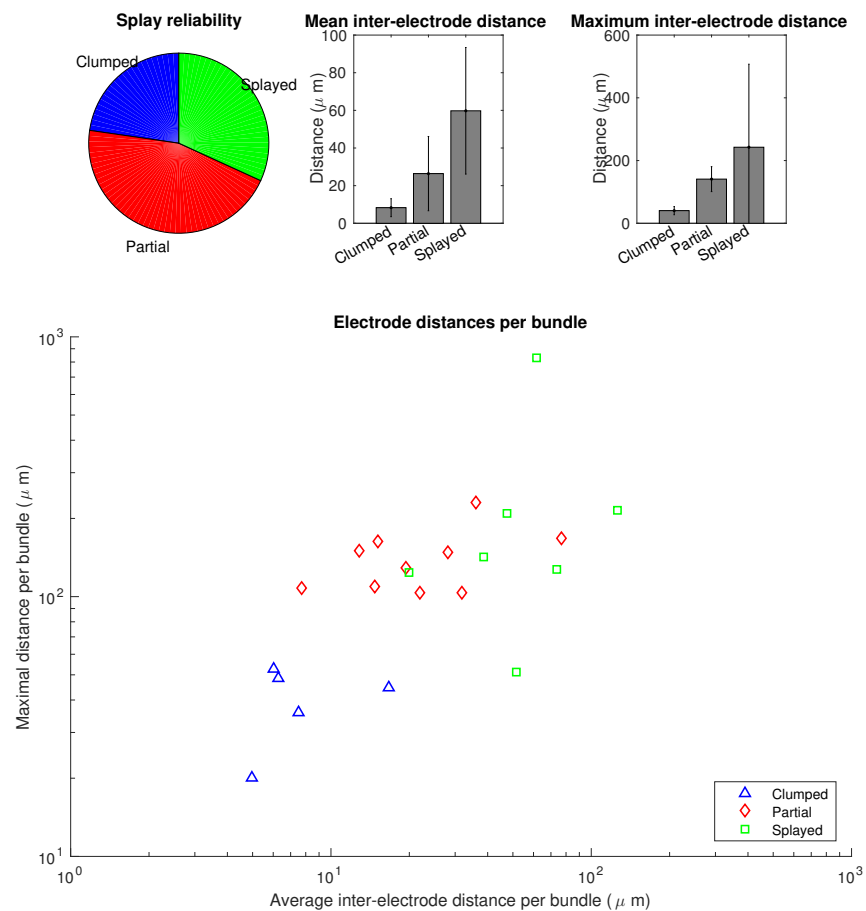 Splay reliability
Clumped
Splayed
Partial
Mean inter-electrode distance
Distance (μ m)
100
80
60
40
20
0
Clumped
Partial
Splayed
Maximum inter-electrode distance
Distance (μ m)
600
400
200
0
Clumped
Partial
Splayed
Electrode distances per bundle
Maximal distance per bundle (μ m)
10³
10²
10¹
10⁰
10¹
10²
10³
Average inter-electrode distance per bundle (μ m)
Clumped
Partial
Splayed